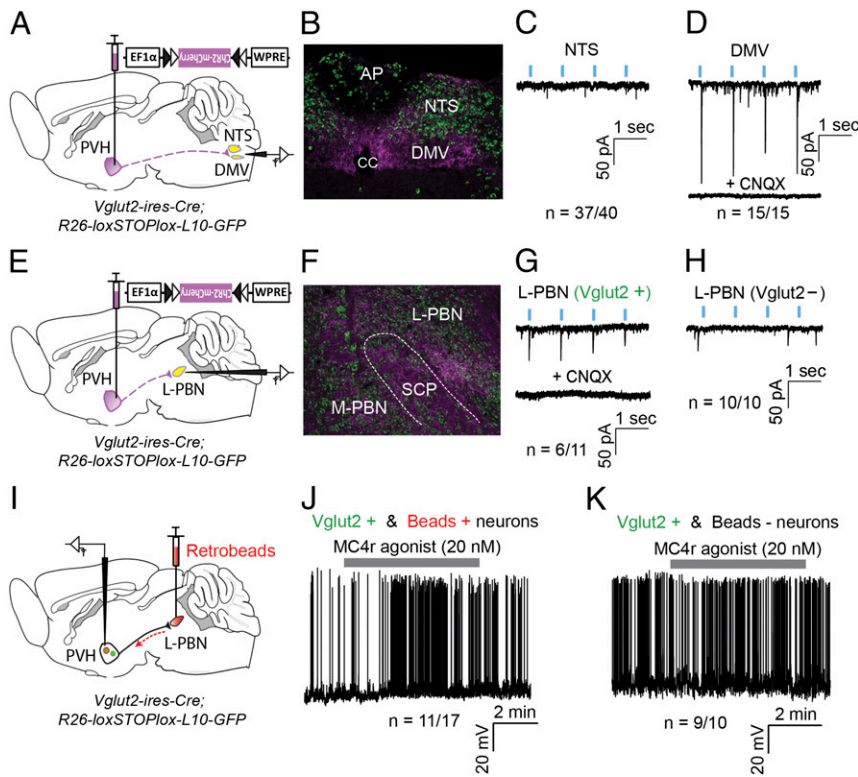 A
EF1α ChR2-mCherry WPRE
PVH
NTS
DMV
Vglut2-ires-Cre;
R26-loxSTOPlox-L10-GFP
B
AP
NTS
DMV
CC
C
NTS
1 sec
50 pA
n = 37/40
D
DMV
1 sec
50 pA
+ CNQX
n = 15/15
E
EF1α ChR2-mCherry WPRE
PVH
L-PBN
Vglut2-ires-Cre;
R26-loxSTOPlox-L10-GFP
F
L-PBN
SCP
M-PBN
G
L-PBN (Vglut2 +)
+ CNQX
1 sec
50 pA
n = 6/11
H
L-PBN (Vglut2−)
1 sec
50 pA
n = 10/10
I
Retrobeads
PVH
L-PBN
Vglut2-ires-Cre;
R26-loxSTOPlox-L10-GFP
J
Vglut2 + & Beads + neurons
MC4r agonist (20 nM)
n = 11/17
2 min
20 mV
K
Vglut2 + & Beads - neurons
MC4r agonist (20 nM)
n = 9/10
2 min
20 mV